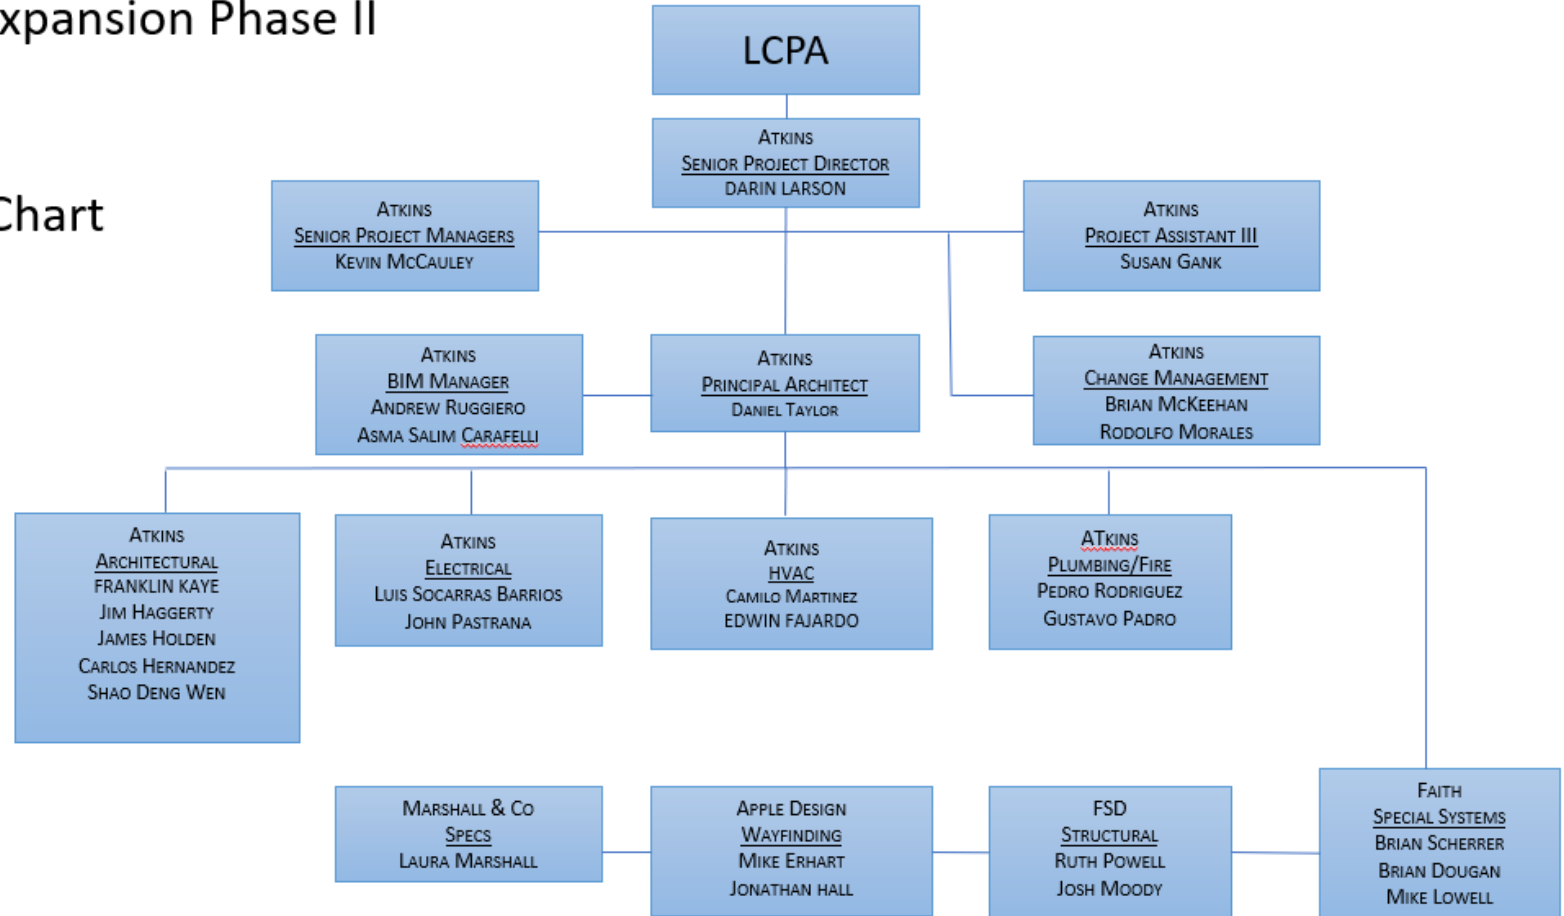 xpansion Phase II
Chart
LCPA
Atkins
Senior Project Director
DARIN LARSON
Atkins
Senior Project Managers
Kevin McCauley
Atkins
Project Assistant III
Susan Gank
Atkins
BIM Manager
Andrew Ruggiero
Asma Salim Carafelli
Atkins
Principal Architect
Daniel Taylor
Atkins
Change Management
Brian McKeehan
Rodolfo Morales
Atkins
Architectural
FRANKLIN KAYE
Jim Haggerty
James Holden
Carlos Hernandez
Shao Deng Wen
Atkins
Electrical
Luis Socarras Barrios
John Pastrana
Atkins
HVAC
Camilo Martinez
EDWIN FAJARDO
ATkins
Plumbing/Fire
Pedro Rodriguez
Gustavo Padro
Marshall & Co
Specs
Laura Marshall
Apple Design
Wayfinding
Mike Erhart
Jonathan hall
FSD
Structural
Ruth Powell
Josh Moody
Faith
Special Systems
Brian Scherrer
Brian Dougan
Mike Lowell